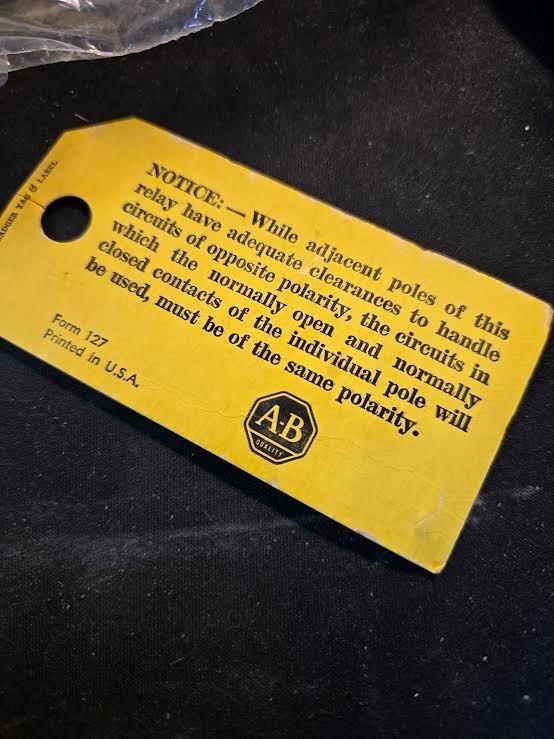 NOTICE: — While adjacent poles of this
relay have adequate clearances to handle
circuits of opposite polarity, the circuits in
which the normally open and normally
closed contacts of the individual pole will
be used, must be of the same polarity.
Form 127
Printed in U.S.A.
A-B
QUALITY
TAG & LABEL